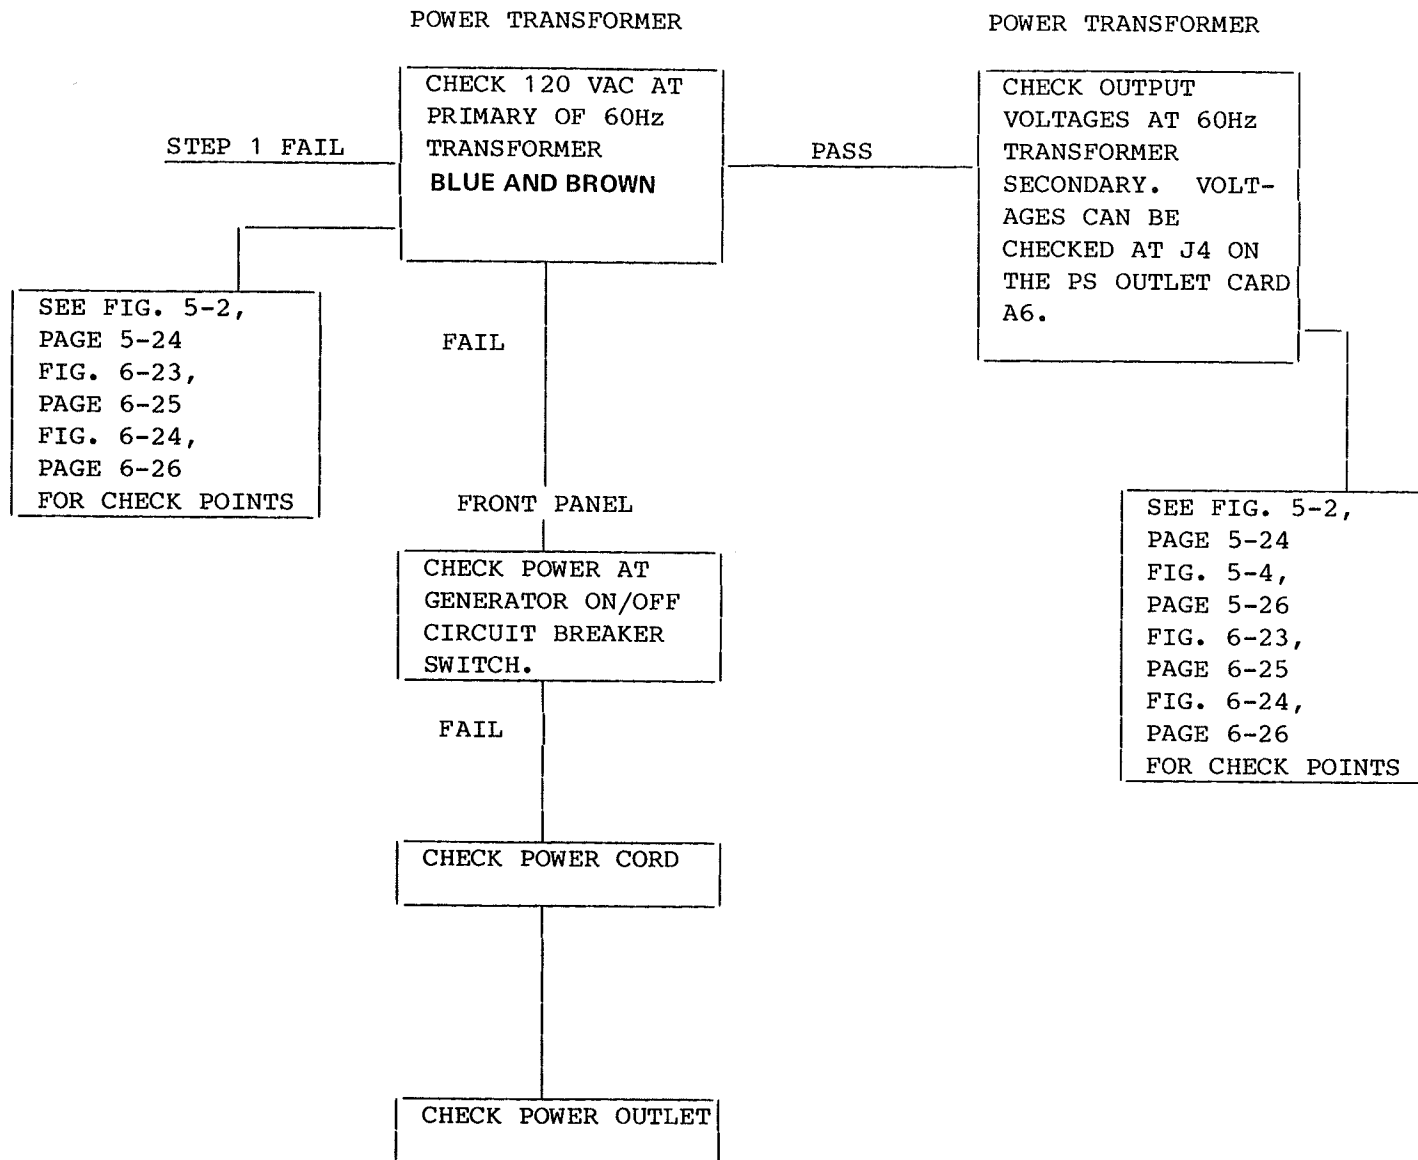 POWER TRANSFORMER
POWER TRANSFORMER
STEP 1 FAIL
CHECK 120 VAC AT
PRIMARY OF 60Hz
TRANSFORMER
BLUE AND BROWN
PASS
CHECK OUTPUT
VOLTAGES AT 60Hz
TRANSFORMER
SECONDARY. VOLT-
AGES CAN BE
CHECKED AT J4 ON
THE PS OUTLET CARD
A6.
SEE FIG. 5-2,
PAGE 5-24
FIG. 6-23,
PAGE 6-25
FIG. 6-24,
PAGE 6-26
FOR CHECK POINTS
FAIL
FRONT PANEL
CHECK POWER AT
GENERATOR ON/OFF
CIRCUIT BREAKER
SWITCH.
SEE FIG. 5-2,
PAGE 5-24
FIG. 5-4,
PAGE 5-26
FIG. 6-23,
PAGE 6-25
FIG. 6-24,
PAGE 6-26
FOR CHECK POINTS
FAIL
CHECK POWER CORD
CHECK POWER OUTLET